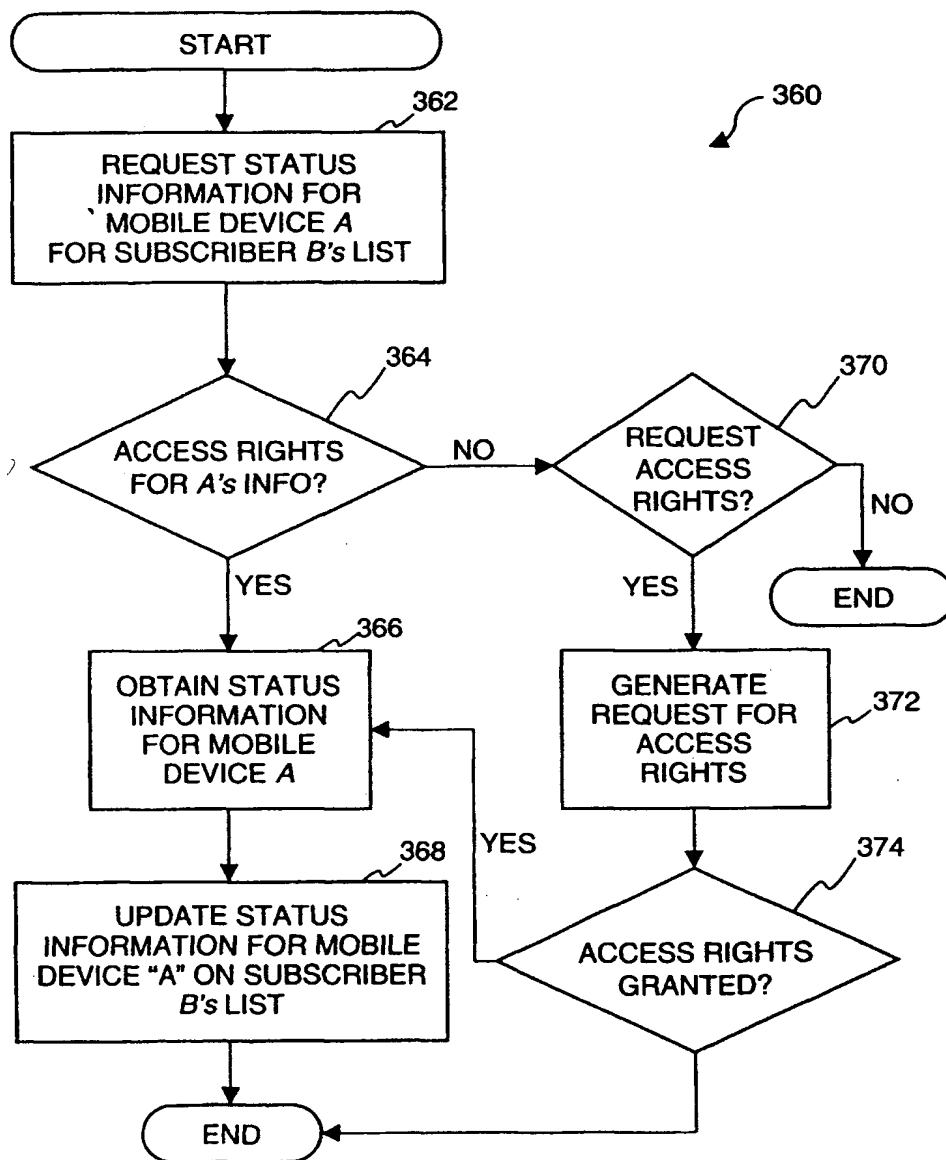 START
360
362
REQUEST STATUS
INFORMATION FOR
MOBILE DEVICE A
FOR SUBSCRIBER B's LIST
364
ACCESS RIGHTS
FOR A's INFO?
NO
370
REQUEST
ACCESS
RIGHTS?
NO
END
YES
YES
366
OBTAIN STATUS
INFORMATION
FOR MOBILE
DEVICE A
GENERATE
REQUEST FOR
ACCESS
RIGHTS
372
YES
368
UPDATE STATUS
INFORMATION FOR MOBILE
DEVICE "A" ON SUBSCRIBER
B's LIST
374
ACCESS RIGHTS
GRANTED?
END